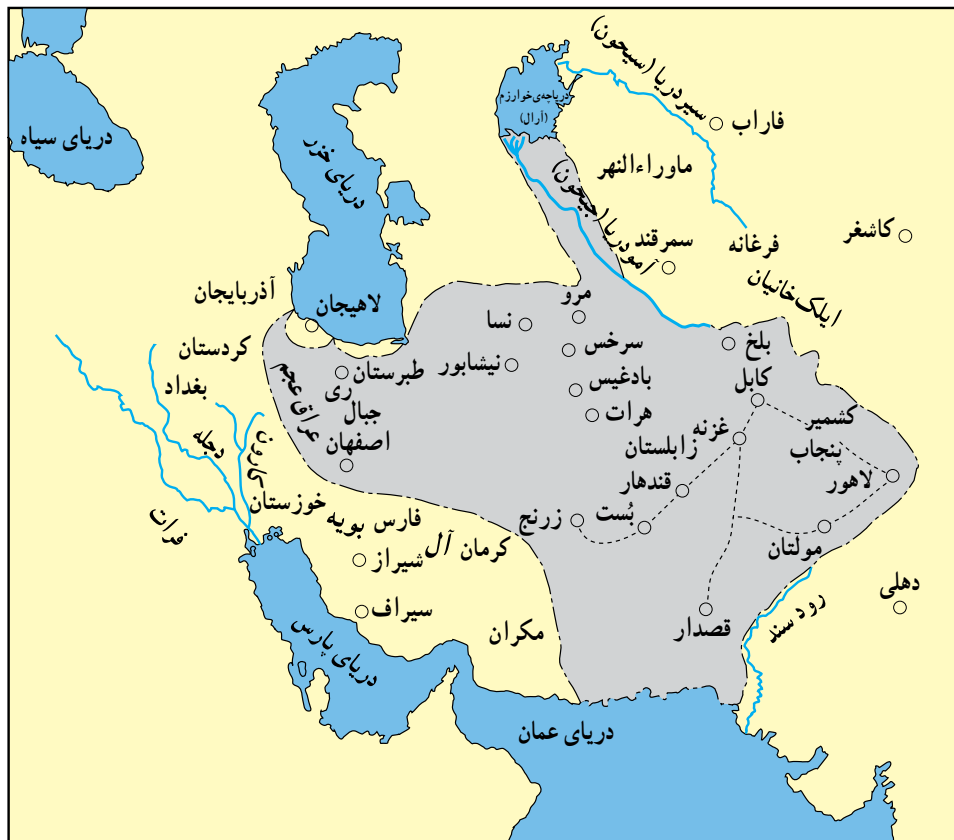 دریای سیاه
دریای خزر
دریاچه‌ی خوارزم
(آرال)
سیردریا (سیحون)
فاراب
ماوراءالنهر
آمودریا (جیحون)
سمرقند
فرغانه
کاشغر
ایلک‌خانیان
آذربایجان
لاهیجان
کردستان
بغداد
عراق عجم
طبرستان
ری
جبال
اصفهان
نسا
نیشابور
مرو
سرخس
بادغیس
هرات
بلخ
کابل
کشمیر
پنجاب
لاهور
غزنه
زابلستان
قندهار
بُست
زرنج
مولتان
قصدار
دهلی
رود سند
دجله
فرات
کارون
خوزستان
فارس
آل بویه
کرمان
شیراز
سیراف
مکران
دریای پارس
دریای عمان